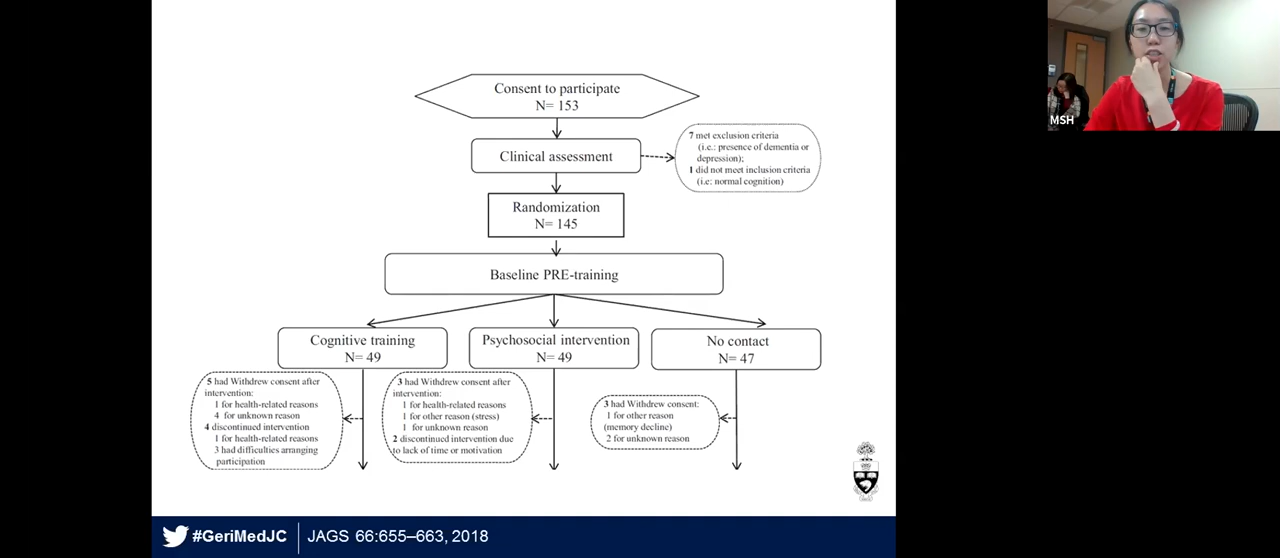 Consent to participate
N= 153
Clinical assessment
7 met exclusion criteria
(i.e.: presence of dementia or
depression);
1 did not meet inclusion criteria
(i.e: normal cognition)
Randomization
N= 145
Baseline PRE-training
Cognitive training
N= 49
Psychosocial intervention
N= 49
No contact
N= 47
5 had Withdrew consent after
intervention:
1 for health-related reasons
4 for unknown reason
4 discontinued intervention
1 for health-related reasons
3 had difficulties arranging
participation
3 had Withdrew consent after
intervention:
1 for health-related reasons
1 for other reason (stress)
1 for unknown reason
2 discontinued intervention due
to lack of time or motivation
3 had Withdrew consent:
1 for other reason
(memory decline)
2 for unknown reason
#GeriMedJC
JAGS 66:655–663, 2018
MSH